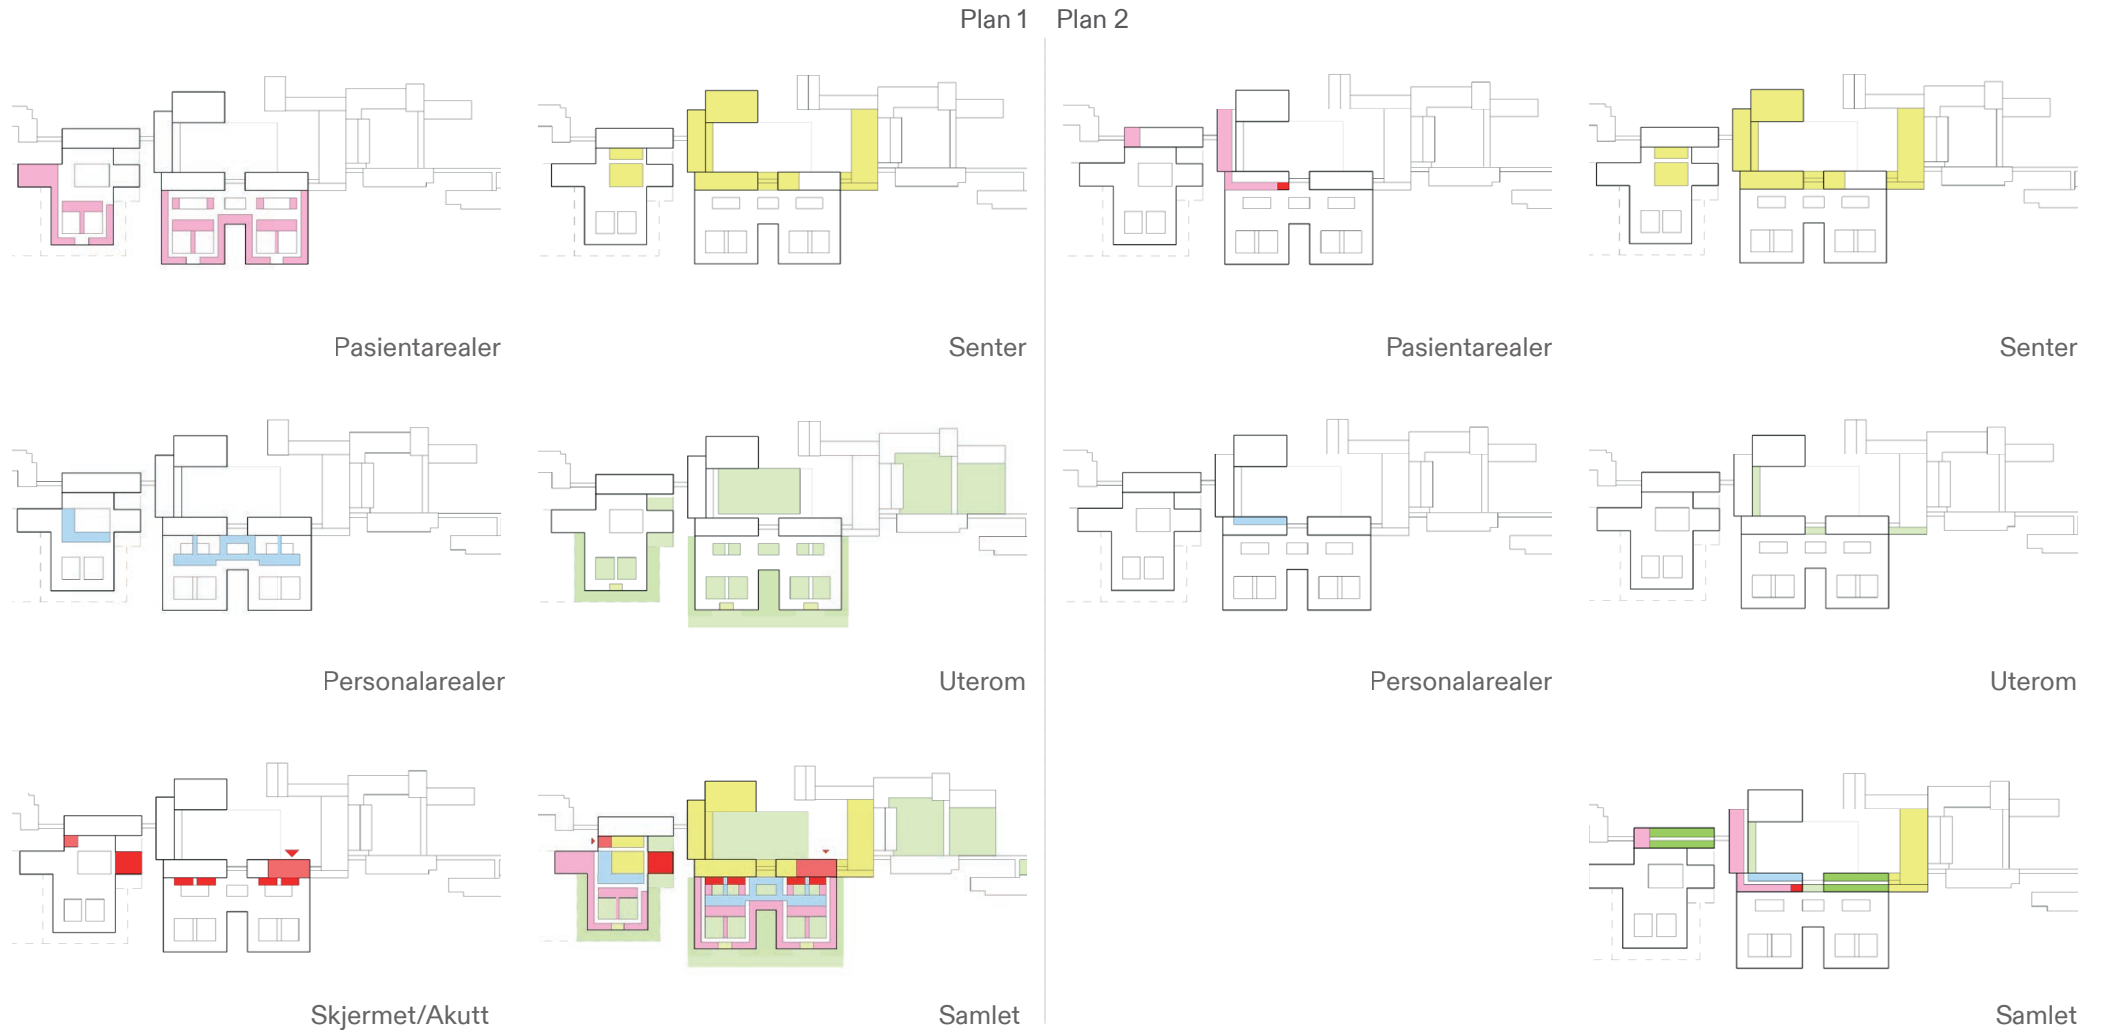 Plan 1
Plan 2
Pasientarealer
Senter
Pasientarealer
Senter
Personalarealer
Uterom
Personalarealer
Uterom
Skjermet/Akutt
Samlet
Samlet